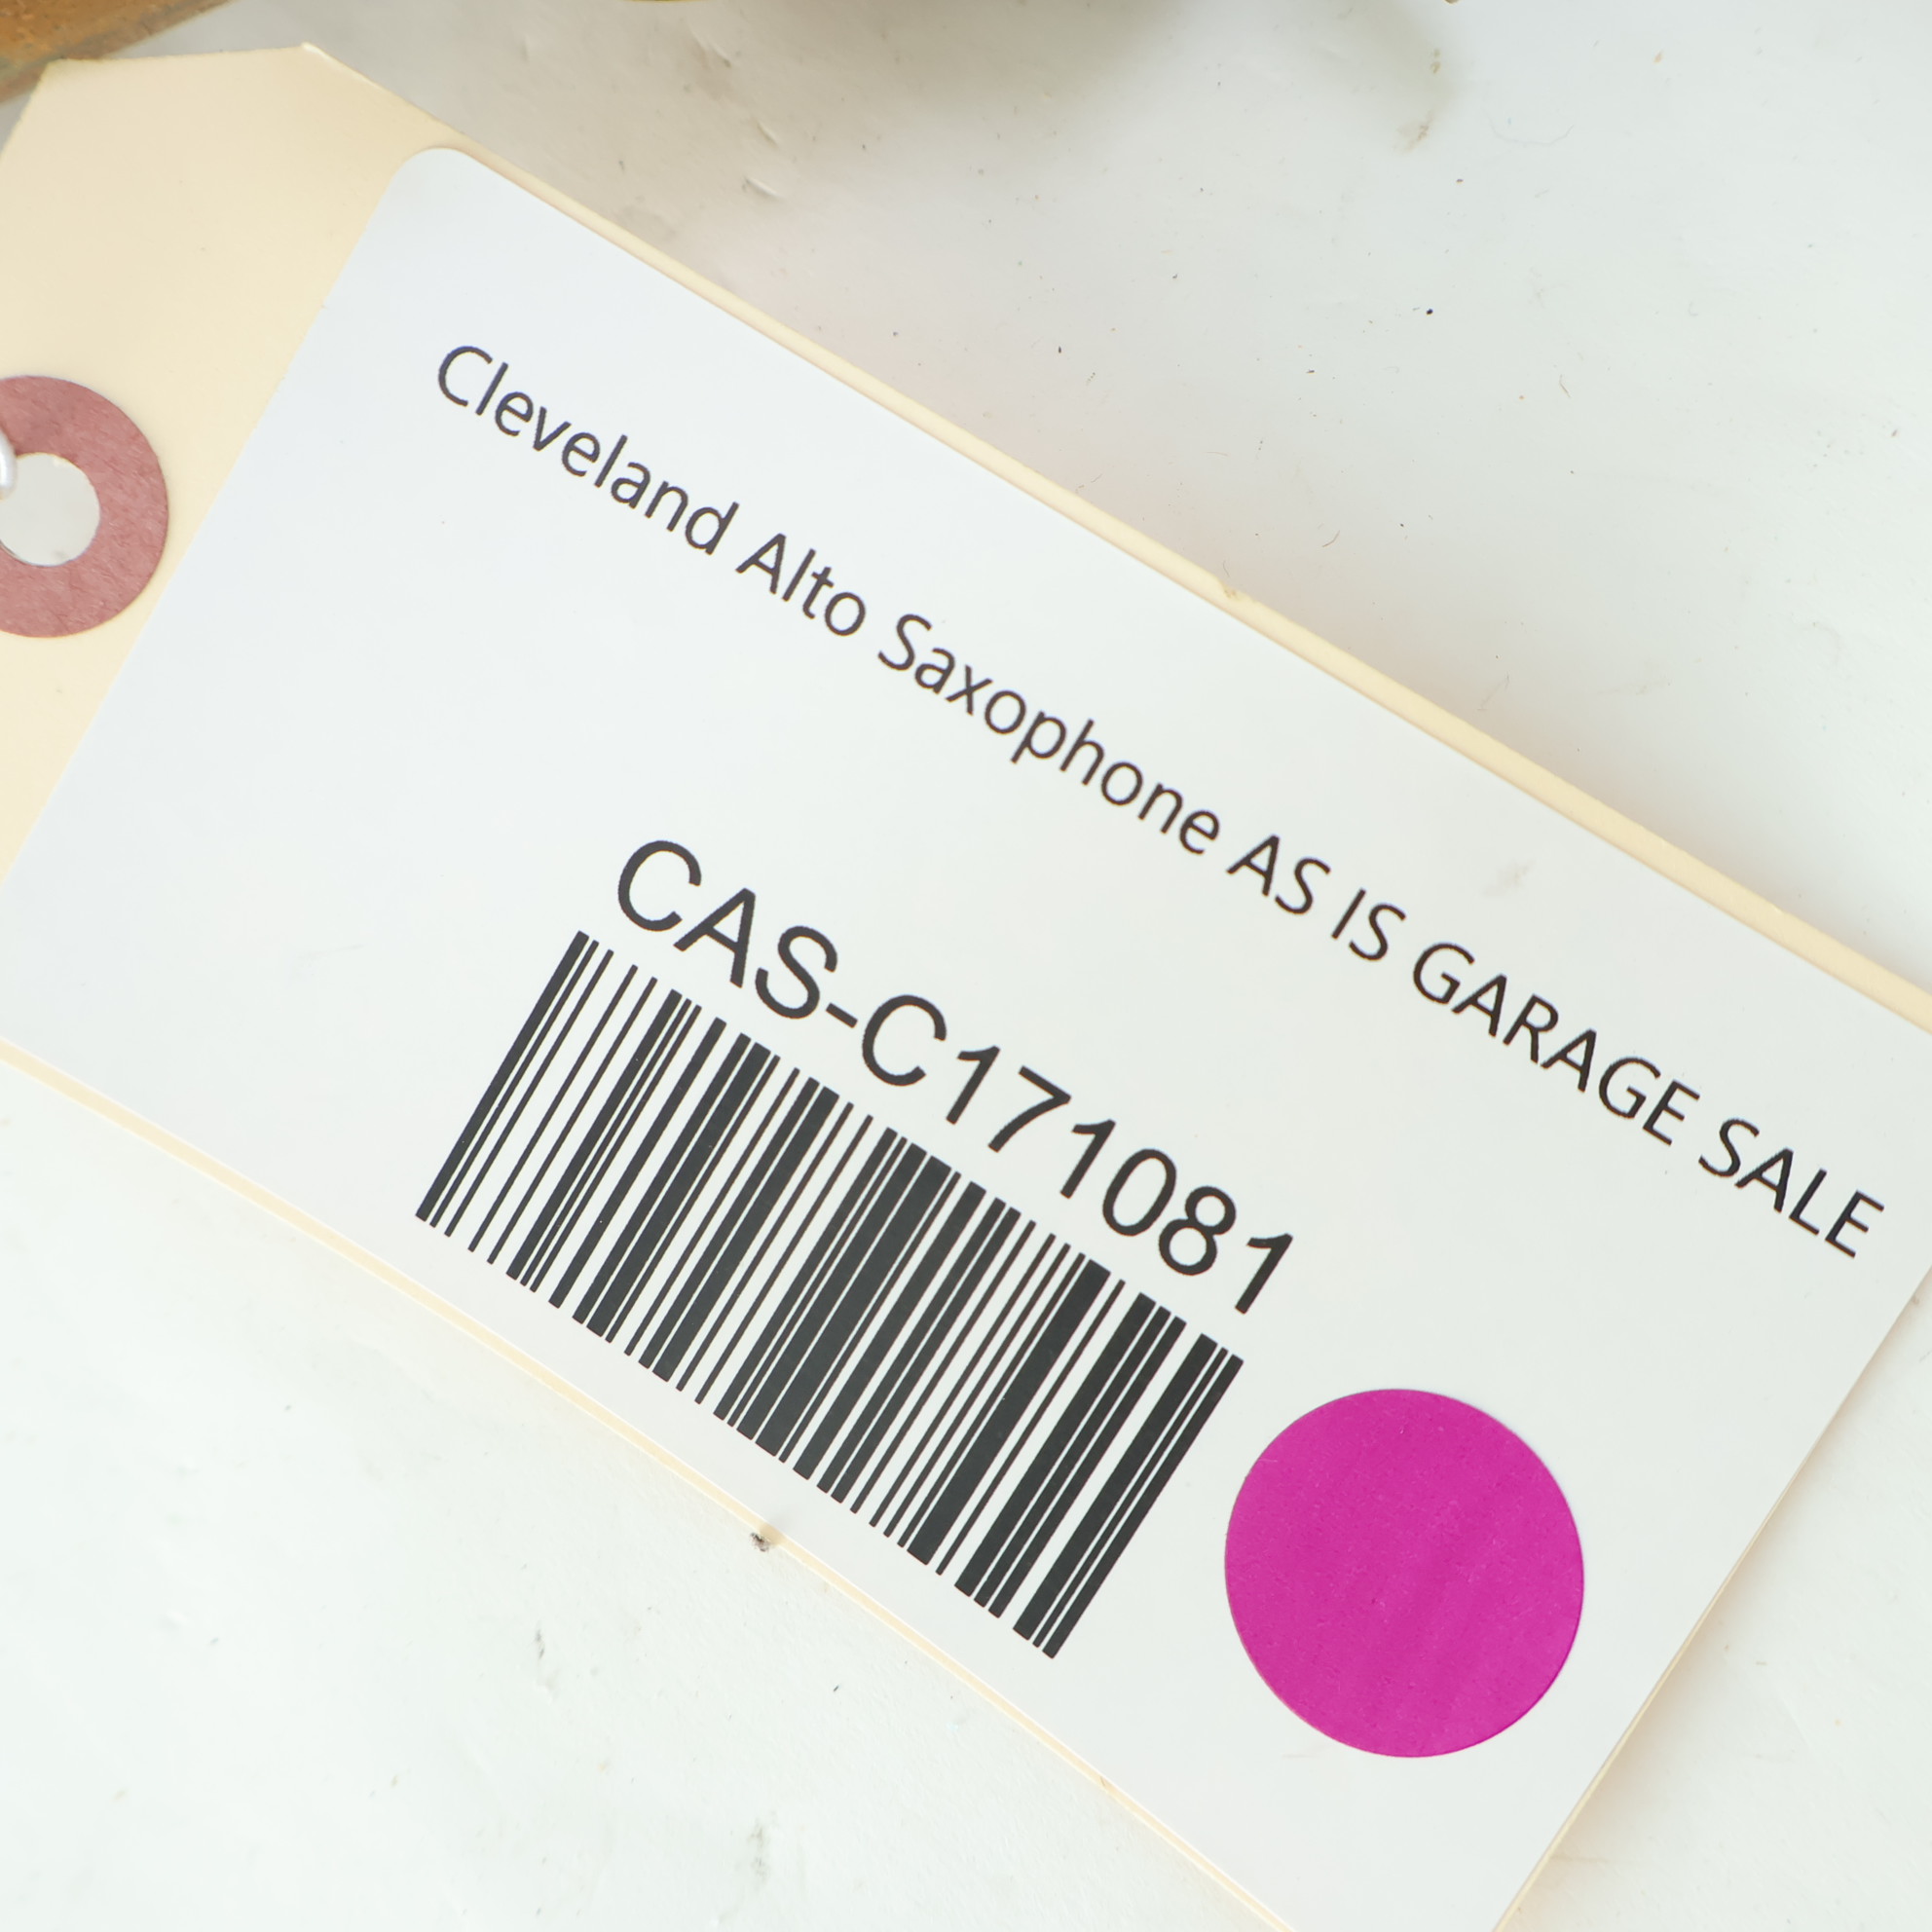 Cleveland Alto Saxophone AS IS GARAGE SALE
CAS-C171081